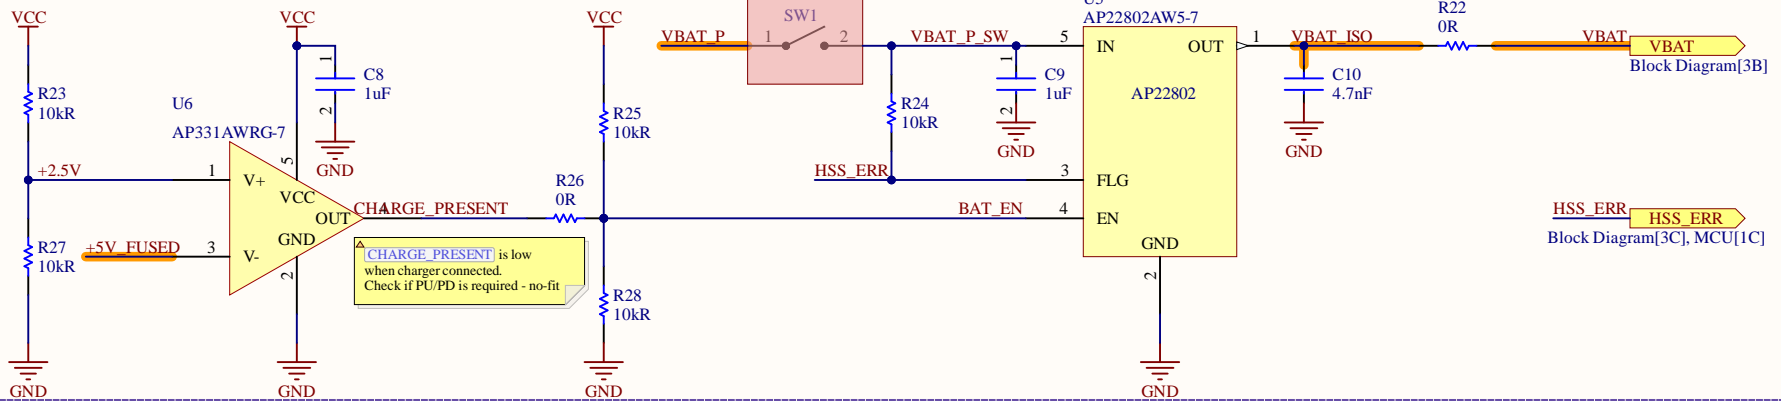 VCC
VCC
VCC
SW1
1
2
VBAT_P
VBAT_P_SW
AP22802AW5-7
5
IN
OUT
1
AP22802
VBAT_ISO
R22
0R
VBAT
VBAT
Block Diagram[3B]
R23
10kR
U6
AP331AWRG-7
1
C8
1uF
2
GND
R25
10kR
R24
10kR
1
C9
1uF
2
GND
C10
4.7nF
GND
+2.5V
1
V+
5
VCC
OUT
GND
CHARGE_PRESENT
R26
0R
HSS_ERR
3
FLG
BAT_EN
4
EN
GND
2
HSS_ERR
HSS_ERR
Block Diagram[3C], MCU[1C]
R27
10kR
+5V_FUSED
3
V-
2
CHARGE_PRESENT is low
when charger connected.
Check if PU/PD is required - no-fit
R28
10kR
GND
GND
GND
GND